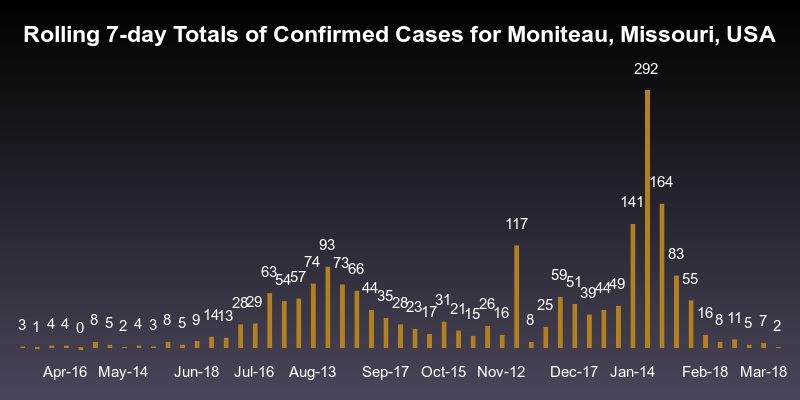 Rolling 7-day Totals of Confirmed Cases for Moniteau, Missouri, USA
292
164
141
117
93
83
74 73
63 66
54 57 59
55
51
44 49
44
35 39
28 29 28 31
23 26 25
14 13 17 21 15 16 16
3 1 4 4 0 8 5 2 4 3 8 5 9 8 8 11 5 7 2
Apr-16 May-14 Jun-18 Jul-16 Aug-13 Sep-17 Oct-15 Nov-12 Dec-17 Jan-14 Feb-18 Mar-18